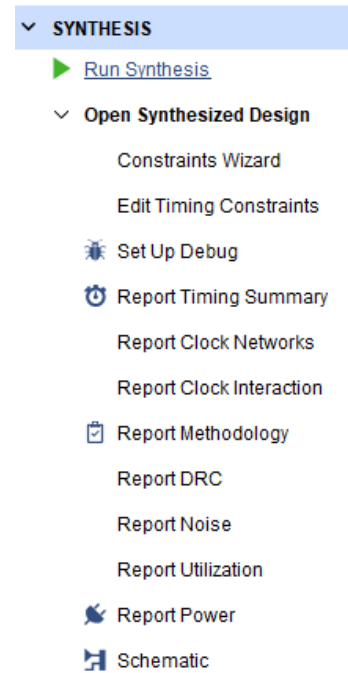 SYNTHESIS
Run Synthesis
Open Synthesized Design
Constraints Wizard
Edit Timing Constraints
Set Up Debug
Report Timing Summary
Report Clock Networks
Report Clock Interaction
Report Methodology
Report DRC
Report Noise
Report Utilization
Report Power
Schematic